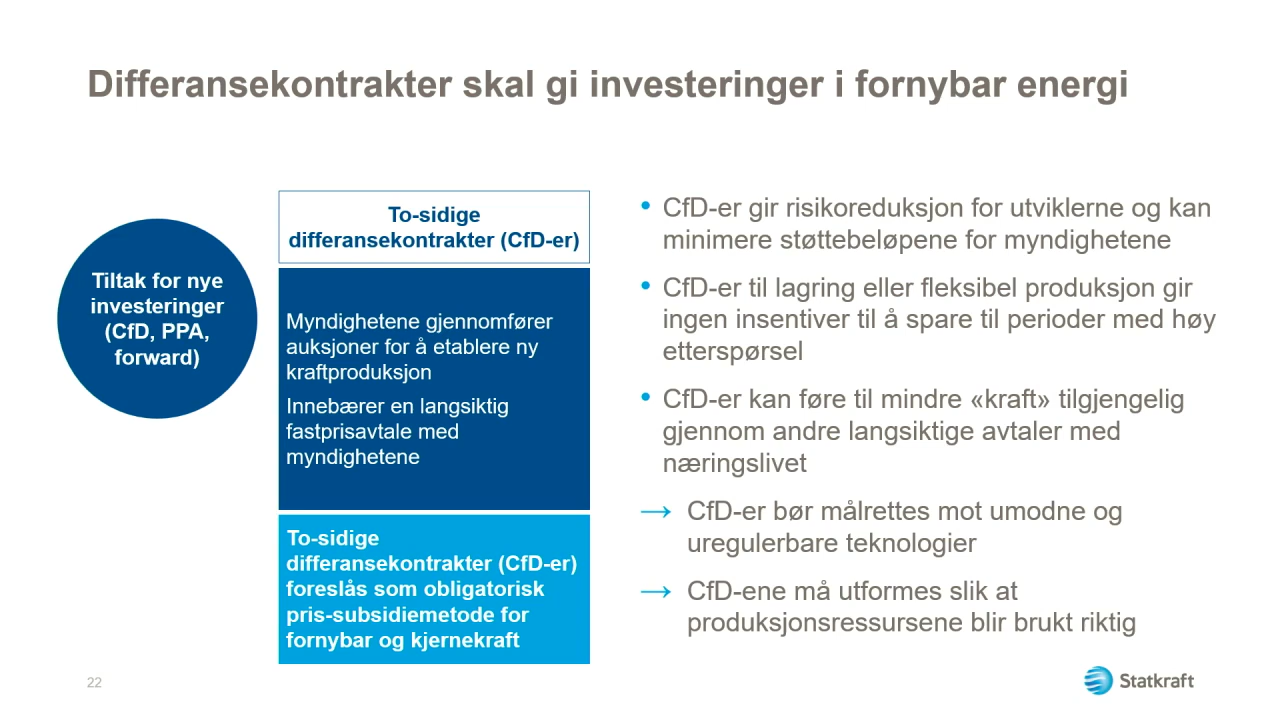 Differansekontrakter skal gi investeringer i fornybar energi
Tiltak for nye
investeringer
(CfD, PPA,
forward)
To-sidige
differansekontrakter (CfD-er)
Myndighetene gjennomfører
auksjoner for å etablere ny
kraftproduksjon
Innebærer en langsiktig
fastprisavtale med
myndighetene
To-sidige
differansekontrakter (CfD-er)
foreslås som obligatorisk
pris-subsidiemetode for
fornybar og kjernekraft
• CfD-er gir risikoreduksjon for utviklerne og kan
minimere støttebeløpene for myndighetene
• CfD-er til lagring eller fleksibel produksjon gir
ingen insentiver til å spare til perioder med høy
etterspørsel
• CfD-er kan føre til mindre «kraft» tilgjengelig
gjennom andre langsiktige avtaler med
næringslivet
→ CfD-er bør målrettes mot umodne og
uregulerbare teknologier
→ CfD-ene må utformes slik at
produksjonsressursene blir brukt riktig
22
Statkraft